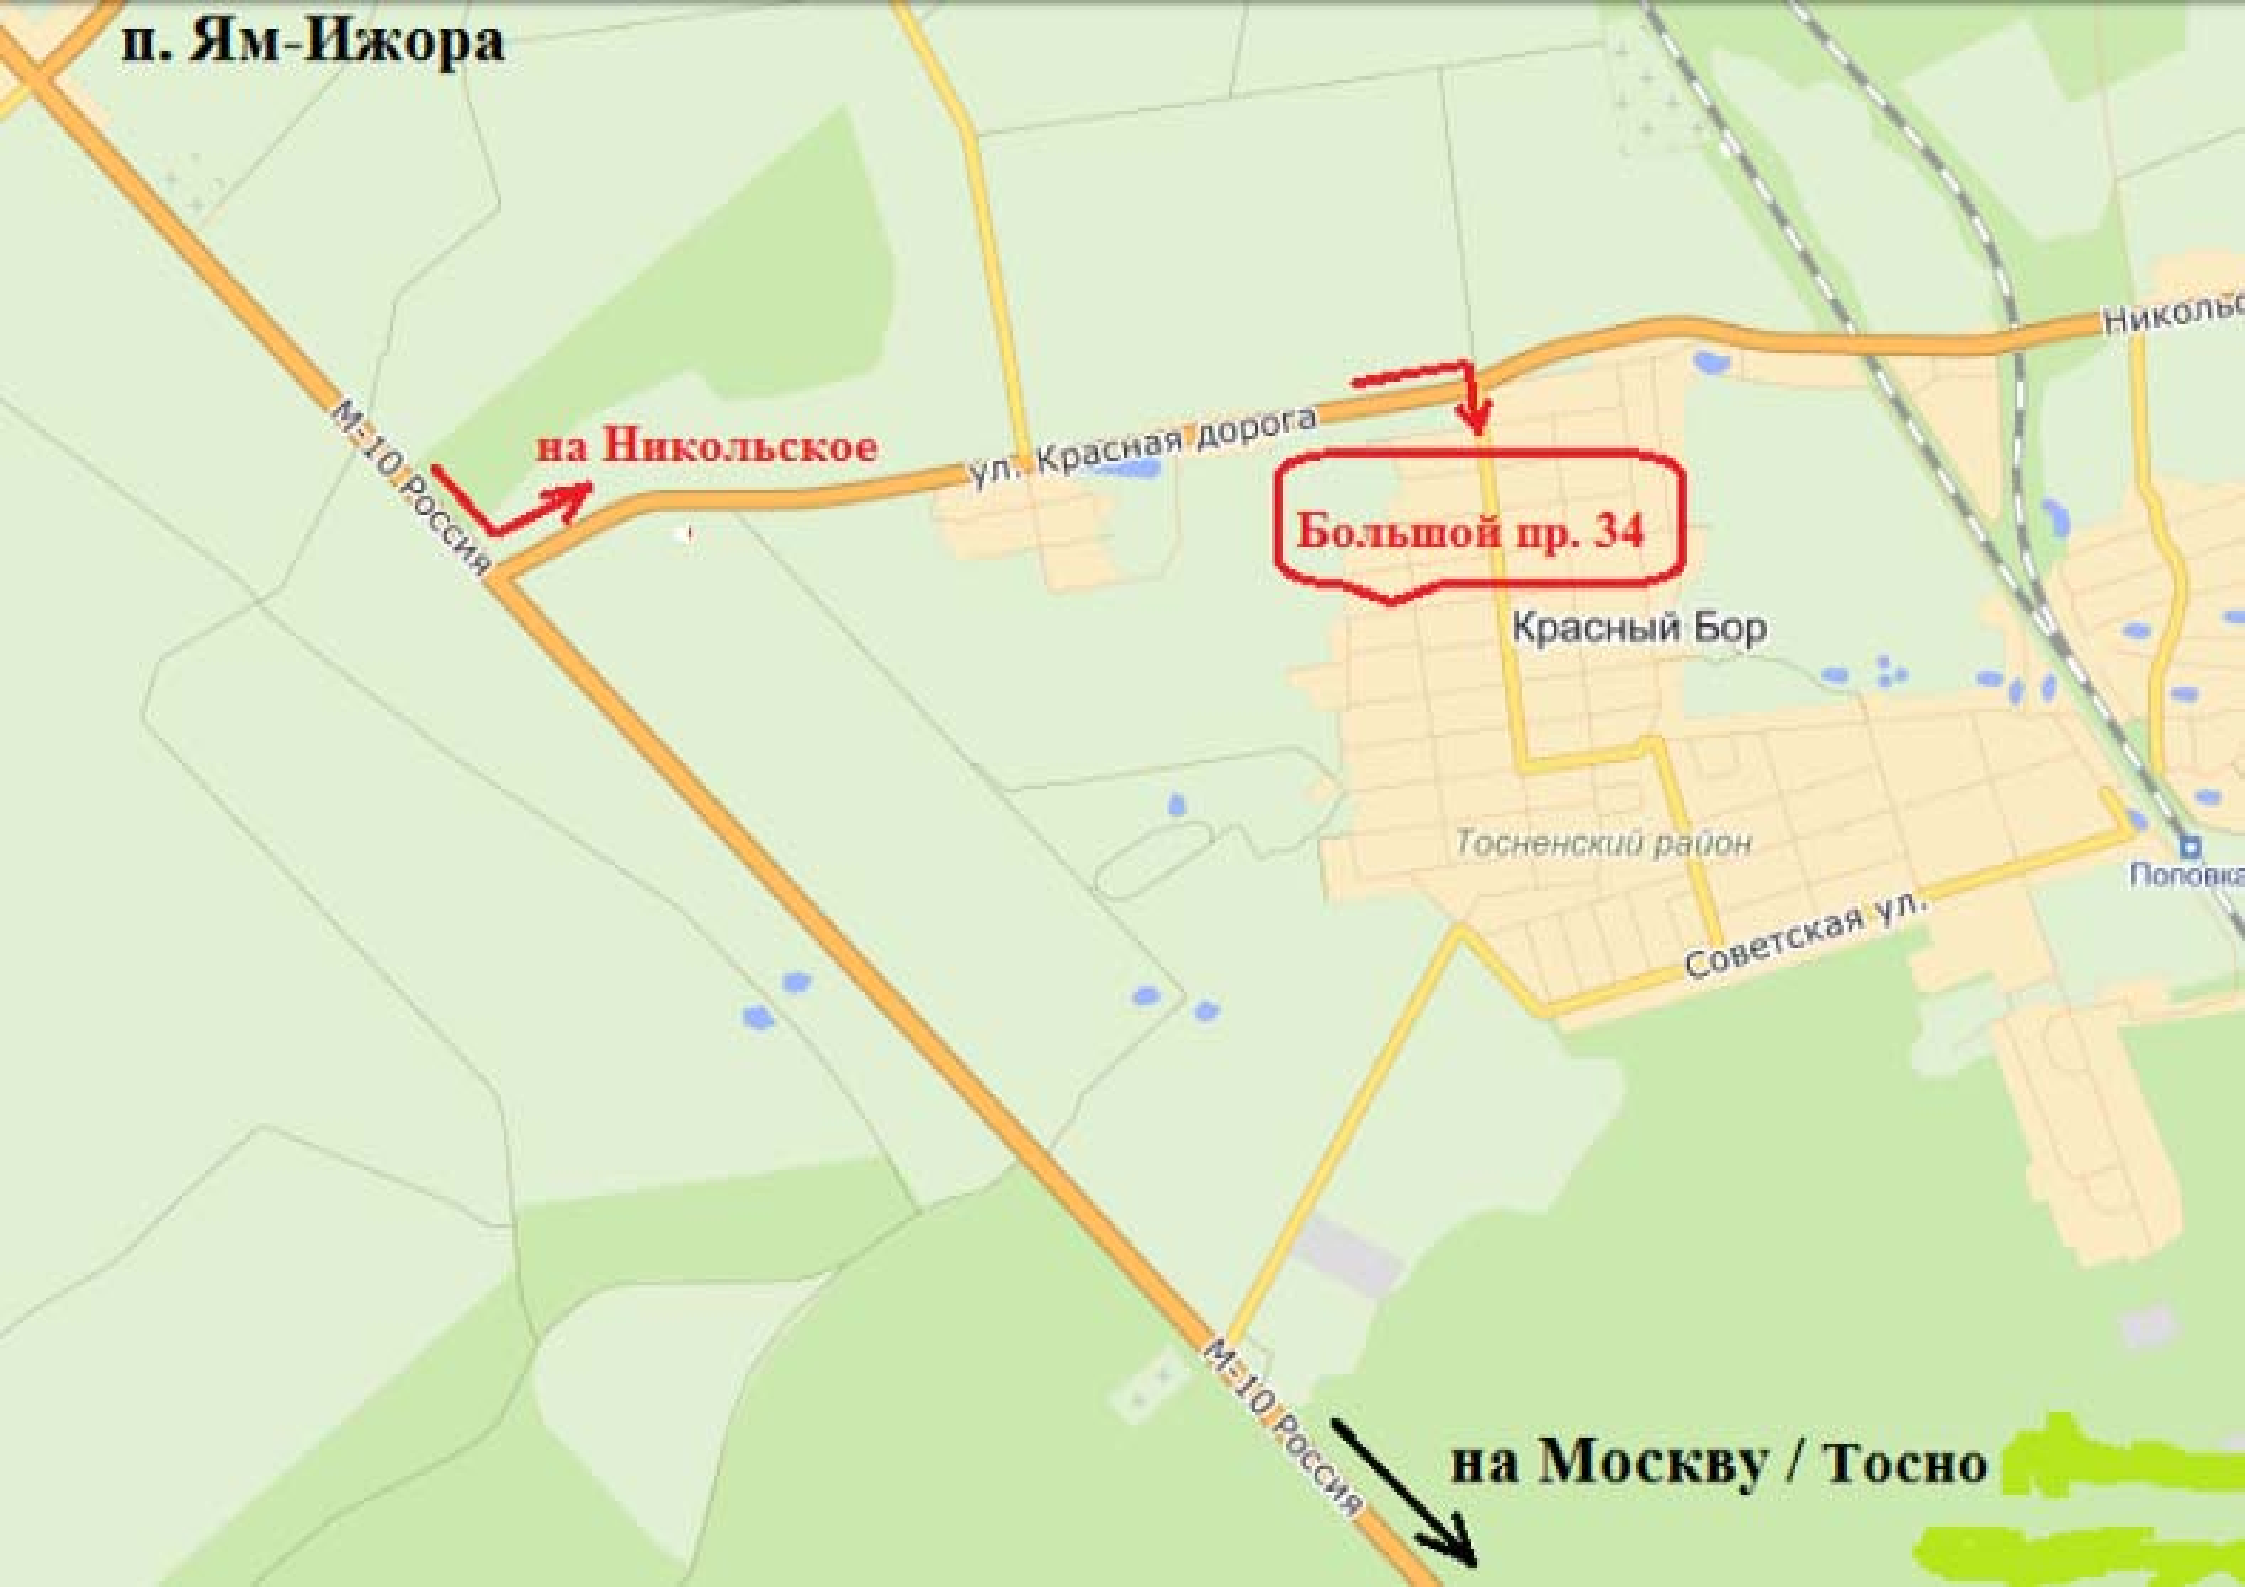 п. Ям-Ижора
Никольс
М-10 Россия
на Никольское
ул. Красная дорога
Большой пр. 34
Красный Бор
Тосненский район
Поповка
Советская ул.
М-10 Россия
на Москву / Тосно